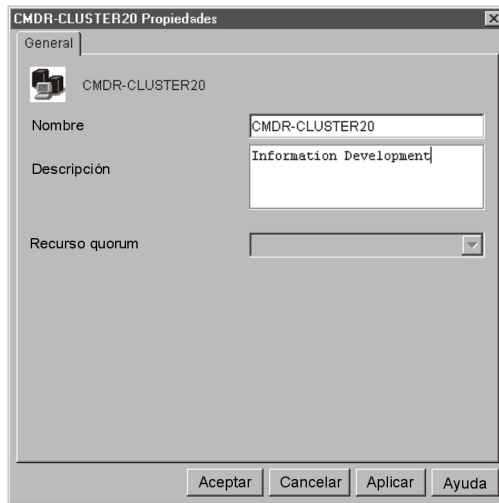 CMDR-CLUSTER20 Propiedades
General
CMDR-CLUSTER20
Nombre
CMDR-CLUSTER20
Descripción
Information Development
Recurso quorum
Aceptar Cancelar Aplicar Ayuda